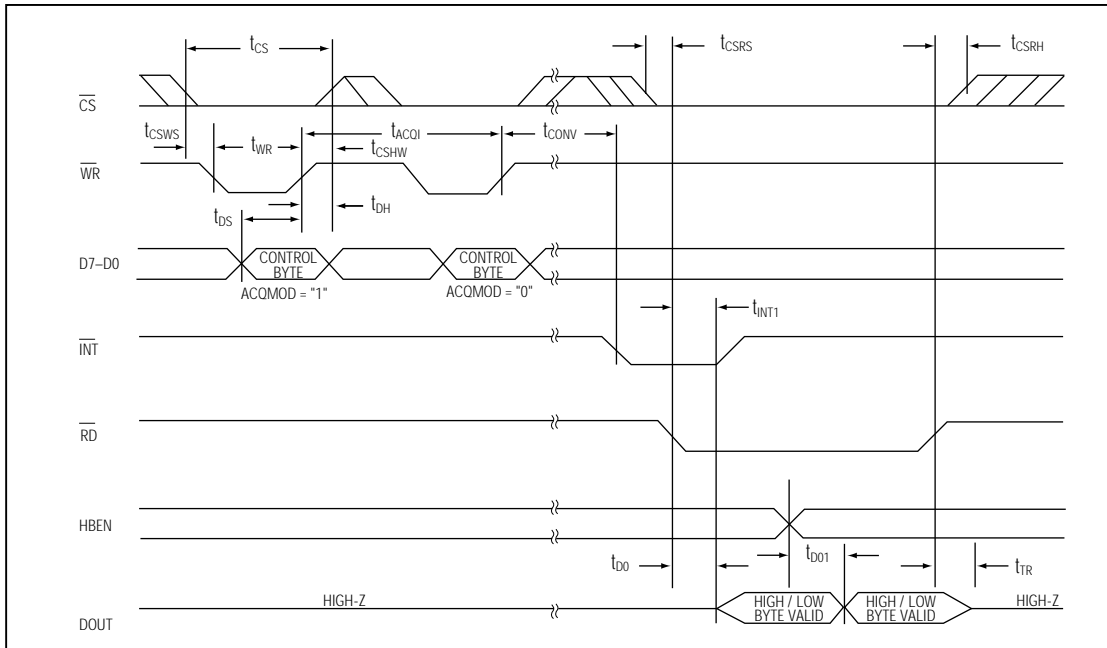 tCS
tCSRS
tCSRH
CS
tCSWS
tWR
tACQI
tCSHW
tCONV
WR
tDS
tDH
D7–D0
CONTROL
BYTE
CONTROL
BYTE
ACQMOD = "1"
ACQMOD = "0"
tINT1
INT
RD
HBEN
tD0
tD01
tTR
HIGH-Z
HIGH / LOW
BYTE VALID
HIGH / LOW
BYTE VALID
HIGH-Z
DOUT